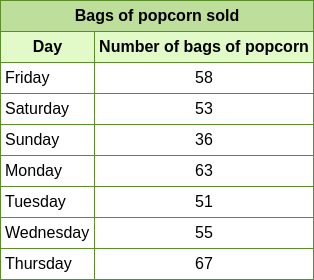 Bags of popcorn sold
Day Number of bags of popcorn
Friday 58
Saturday 53
Sunday 36
Monday 63
Tuesday 51
Wednesday 55
Thursday 67